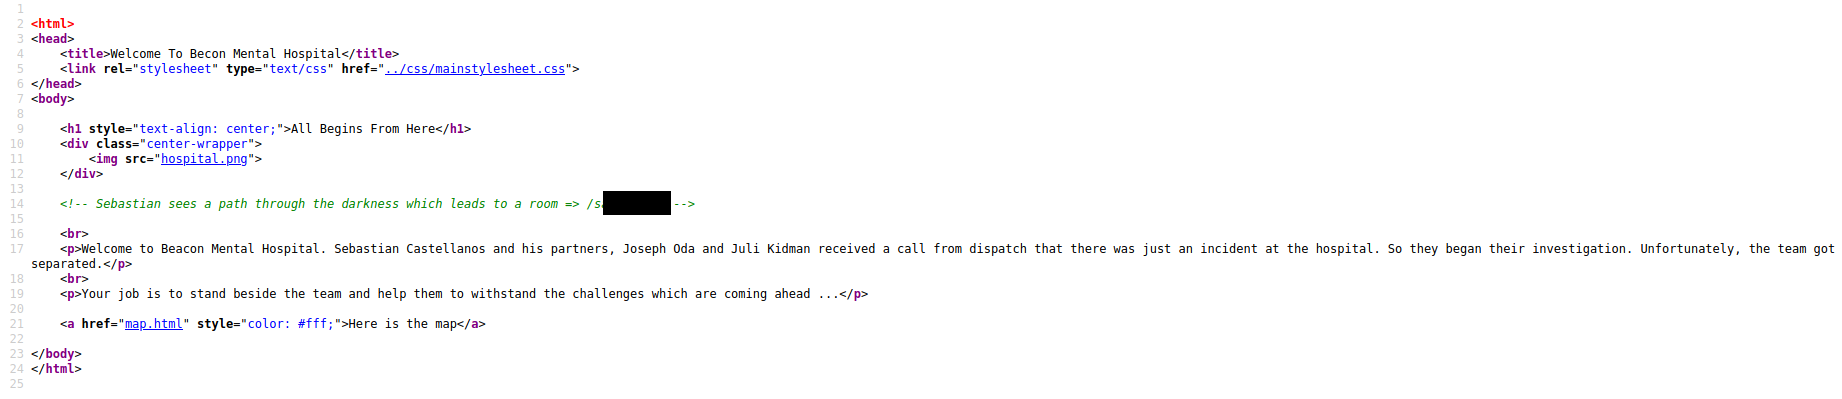 1
2 <html>
3 <head>
4 <title>Welcome To Becon Mental Hospital</title>
5 <link rel="stylesheet" type="text/css" href="../css/mainstylesheet.css">
6 </head>
7 <body>
8
9 <h1 style="text-align: center;">All Begins From Here</h1>
10 <div class="center-wrapper">
11 <img src="hospital.png">
12 </div>
13
14 <!-- Sebastian sees a path through the darkness which leads to a room => /s -->
15
16 <br>
17 <p>Welcome to Beacon Mental Hospital. Sebastian Castellanos and his partners, Joseph Oda and Juli Kidman received a call from dispatch that there was just an incident at the hospital. So they began their investigation. Unfortunately, the team got
separated.</p>
18 <br>
19 <p>Your job is to stand beside the team and help them to withstand the challenges which are coming ahead ...</p>
20
21 <a href="map.html" style="color: #fff;">Here is the map</a>
22
23 </body>
24 </html>
25